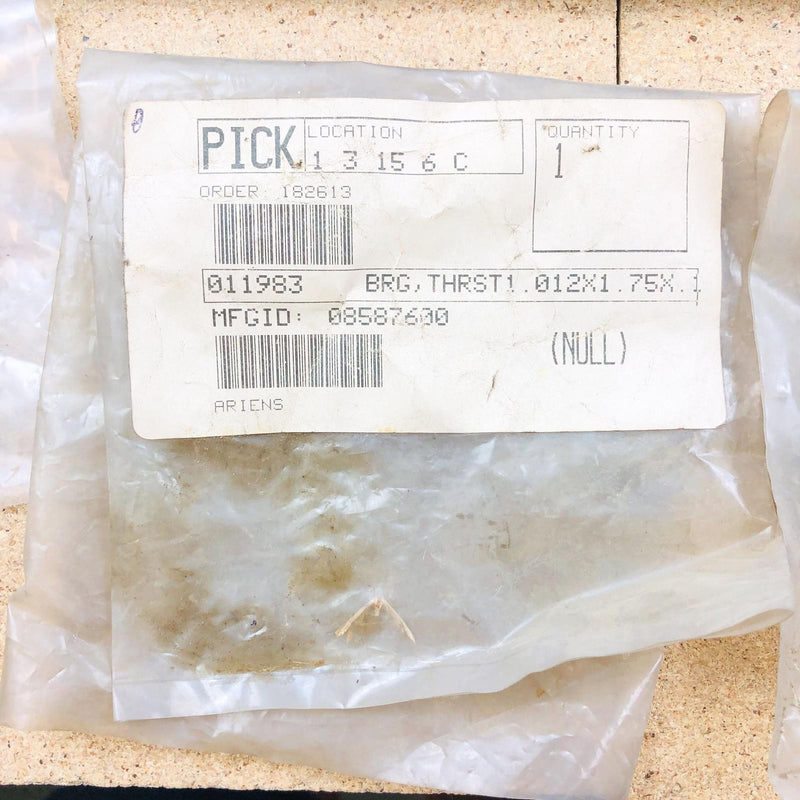 PICK
LOCATION
1 3 15 6 C
QUANTITY
1
ORDER: 182613
011983 BRG,THRST1.012X1.75X.1
MFGID: 08587600
(NULL)
ARIENS